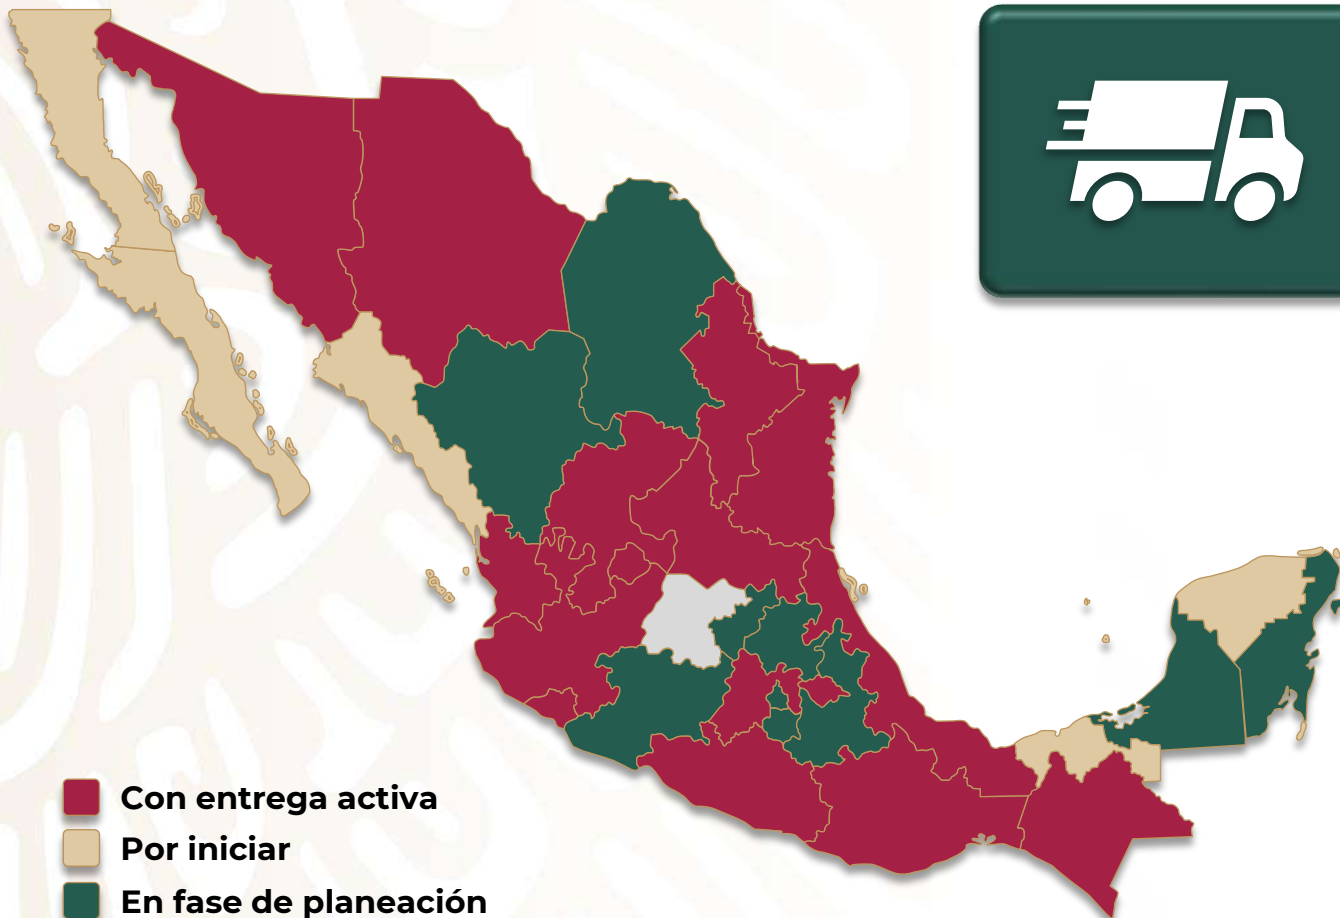 Con entrega activa
Por iniciar
En fase de planeación